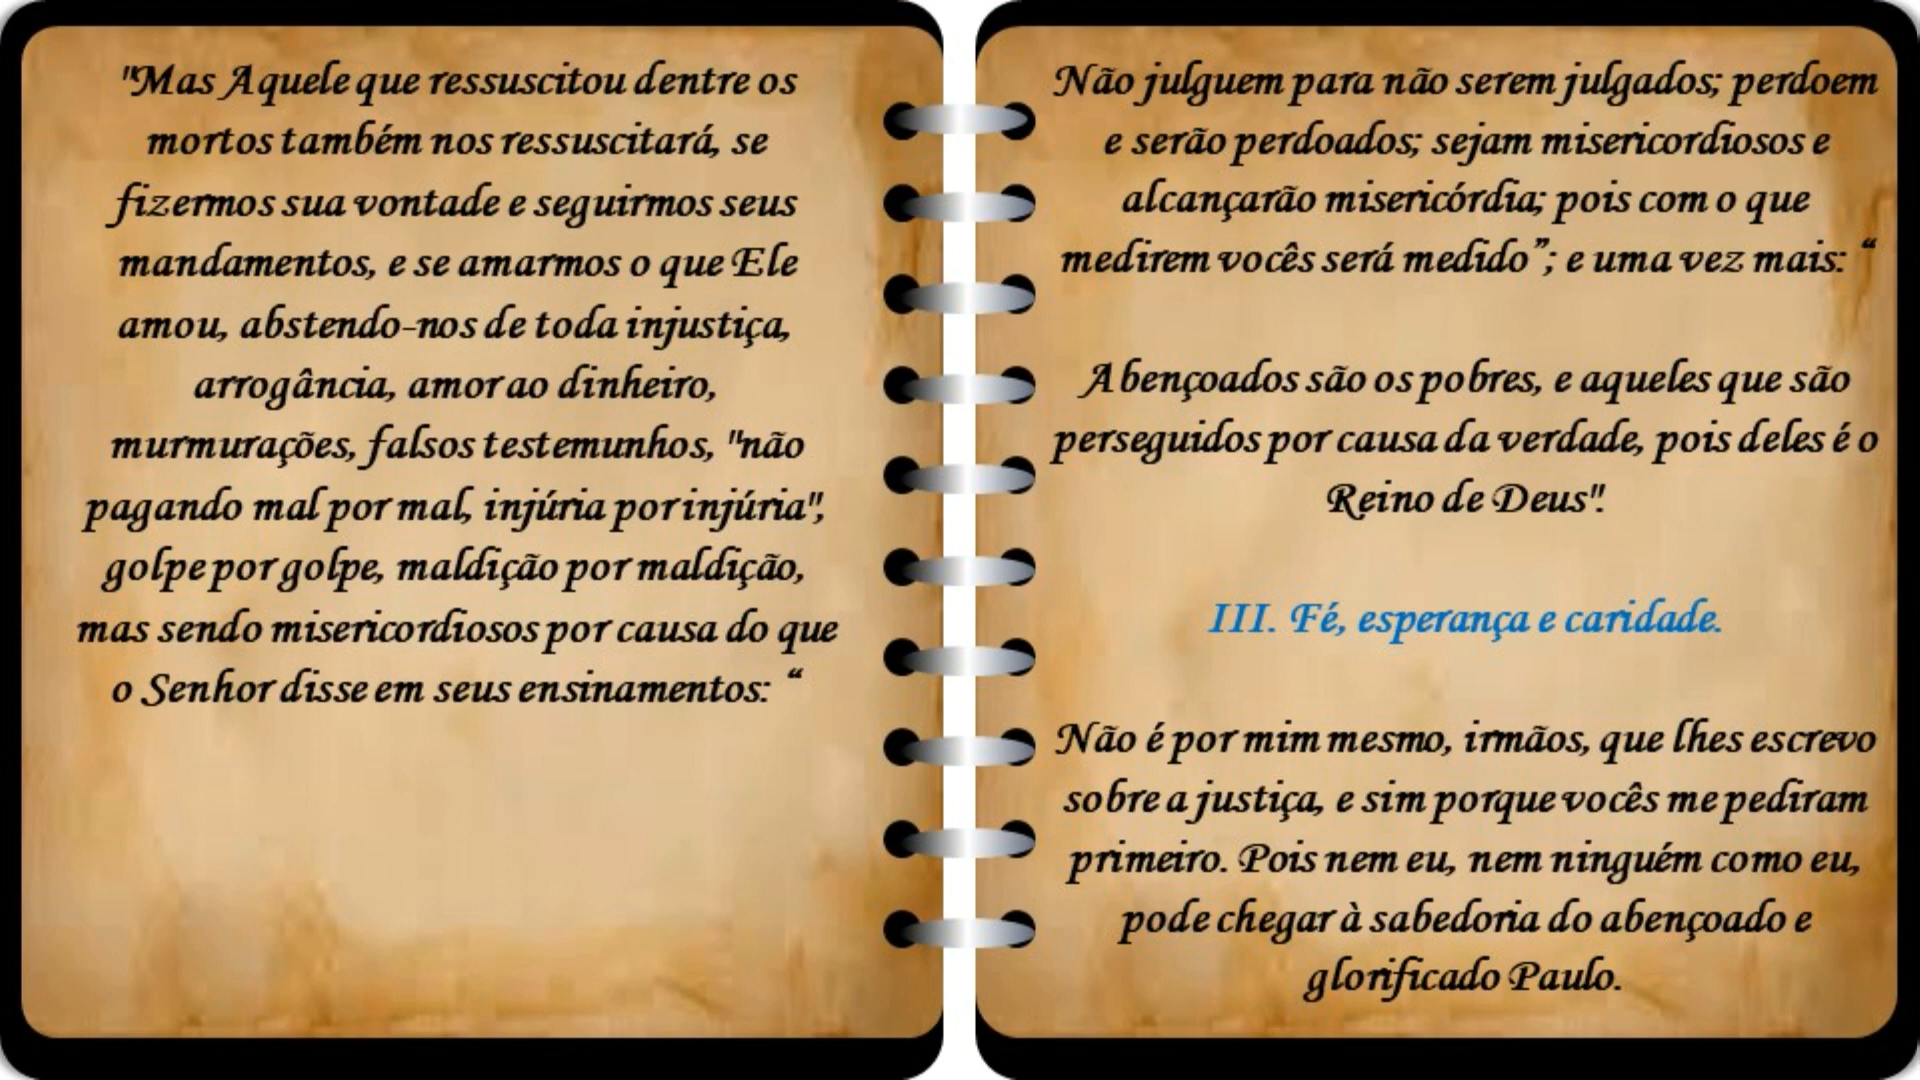 "Mas Aquele que ressuscitou dentre os
mortos também nos ressuscitará, se
fizermos sua vontade e seguirmos seus
mandamentos, e se amarmos o que Ele
amou, abstendo-nos de toda injustiça,
arrogância, amor ao dinheiro,
murmurações, falsos testemunhos, "não
pagando mal por mal, injúria por injúria",
golpe por golpe, maldição por maldição,
mas sendo misericordiosos por causa do que
o Senhor disse em seus ensinamentos: “
Não julguem para não serem julgados; perdoem
e serão perdoados; sejam misericordiosos e
alcançarão misericórdia; pois com o que
medirem vocês será medido”; e uma vez mais: “
Abençoados são os pobres, e aqueles que são
perseguidos por causa da verdade, pois deles é o
Reino de Deus".
III. Fé, esperança e caridade.
Não é por mim mesmo, irmãos, que lhes escrevo
sobre a justiça, e sim porque vocês me pediram
primeiro. Pois nem eu, nem ninguém como eu,
pode chegar à sabedoria do abençoado e
glorificado Paulo.